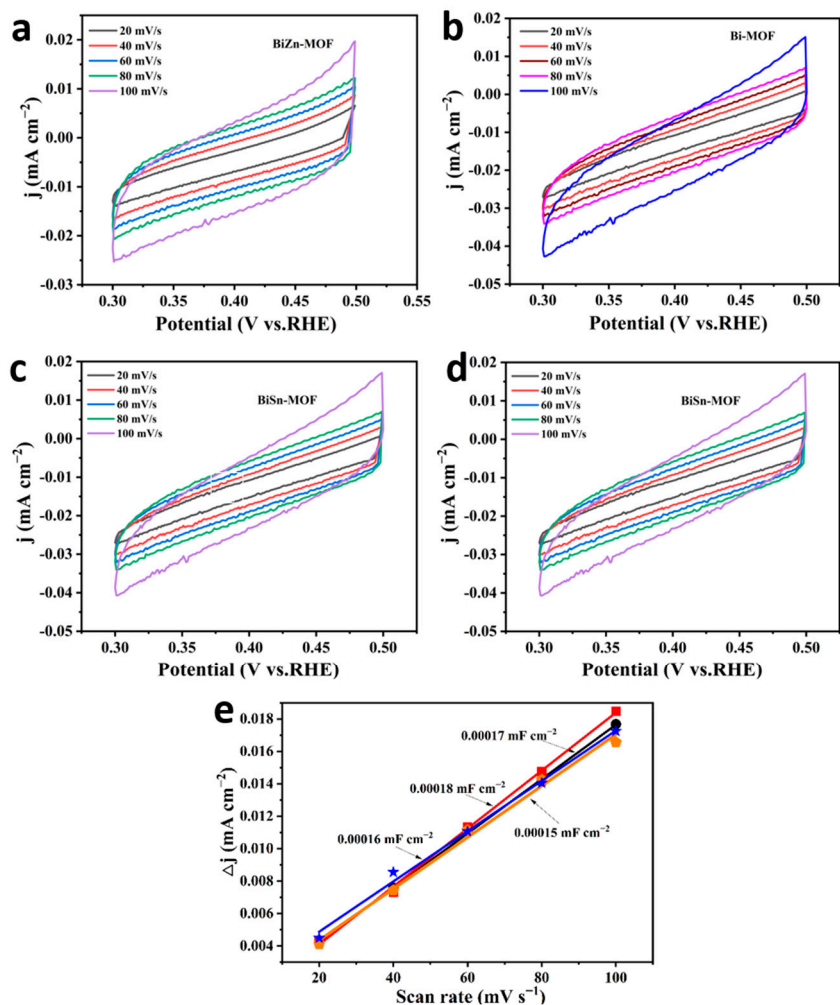 a
BiZn-MOF
20 mV/s
40 mV/s
60 mV/s
80 mV/s
100 mV/s
0.02
0.01
0.00
-0.01
-0.02
-0.03
j (mA cm⁻²)
0.30 0.35 0.40 0.45 0.50 0.55
Potential (V vs.RHE)
b
Bi-MOF
20 mV/s
40 mV/s
60 mV/s
80 mV/s
100 mV/s
0.02
0.01
0.00
-0.01
-0.02
-0.03
-0.04
-0.05
j (mA cm⁻²)
0.30 0.35 0.40 0.45 0.50
Potential (V vs.RHE)
c
BiSn-MOF
20 mV/s
40 mV/s
60 mV/s
80 mV/s
100 mV/s
0.02
0.01
0.00
-0.01
-0.02
-0.03
-0.04
-0.05
j (mA cm⁻²)
0.30 0.35 0.40 0.45 0.50
Potential (V vs.RHE)
d
BiSn-MOF
20 mV/s
40 mV/s
60 mV/s
80 mV/s
100 mV/s
0.02
0.01
0.00
-0.01
-0.02
-0.03
-0.04
-0.05
j (mA cm⁻²)
0.30 0.35 0.40 0.45 0.50
Potential (V vs.RHE)
e
0.018
0.016
0.014
0.012
0.010
0.008
0.006
0.004
△j (mA cm⁻²)
0.00017 mF cm⁻²
0.00018 mF cm⁻²
0.00016 mF cm⁻²
0.00015 mF cm⁻²
20 40 60 80 100
Scan rate (mV s⁻¹)